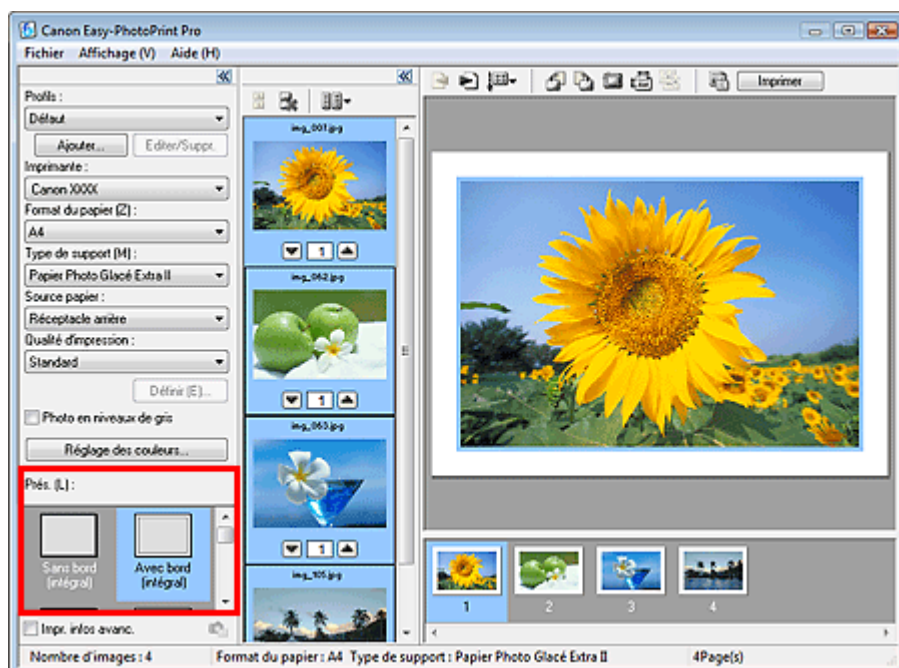 Canon Easy-PhotoPrint Pro
Fichier Affichage (V) Aide (H)
Profils :
Défaut
Ajouter... Editer/Suppr.
Imprimante :
Canon XXXX
Format du papier (Z) :
A4
Type de support (M) :
Papier Photo Glacé Extra II
Source papier :
Réceptacle arrière
Qualité d'impression :
Standard
Définir (E)...
Photo en niveaux de gris
Réglage des couleurs...
Prés. (L) :
Sans bord
(intégral)
Avec bord
(intégral)
Impr. infos avanc.
img_001.jpg
1
img_062.jpg
1
img_063.jpg
1
img_105.jpg
Imprimer
1 2 3 4
Nombre d'images : 4 Format du papier : A4 Type de support : Papier Photo Glacé Extra II 4Page(s)